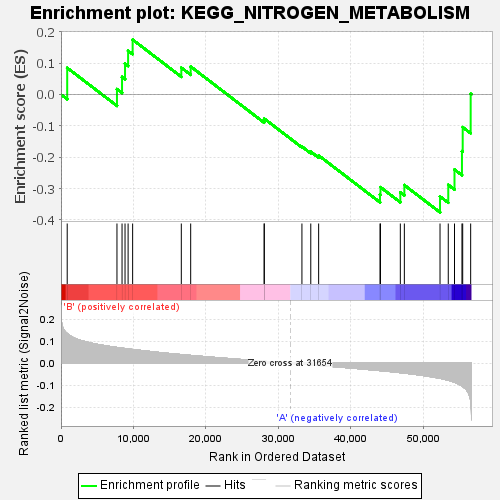 Enrichment plot: KEGG_NITROGEN_METABOLISM
Enrichment score (ES)
0.2
0.1
0.0
-0.1
-0.2
-0.3
-0.4
'B' (positively correlated)
Ranked list metric (Signal2Noise)
0.2
0.1
0.0
-0.1
-0.2
Zero cross at 31654
'A' (negatively correlated)
0
10,000
20,000
30,000
40,000
50,000
Rank in Ordered Dataset
Enrichment profile
Hits
Ranking metric scores